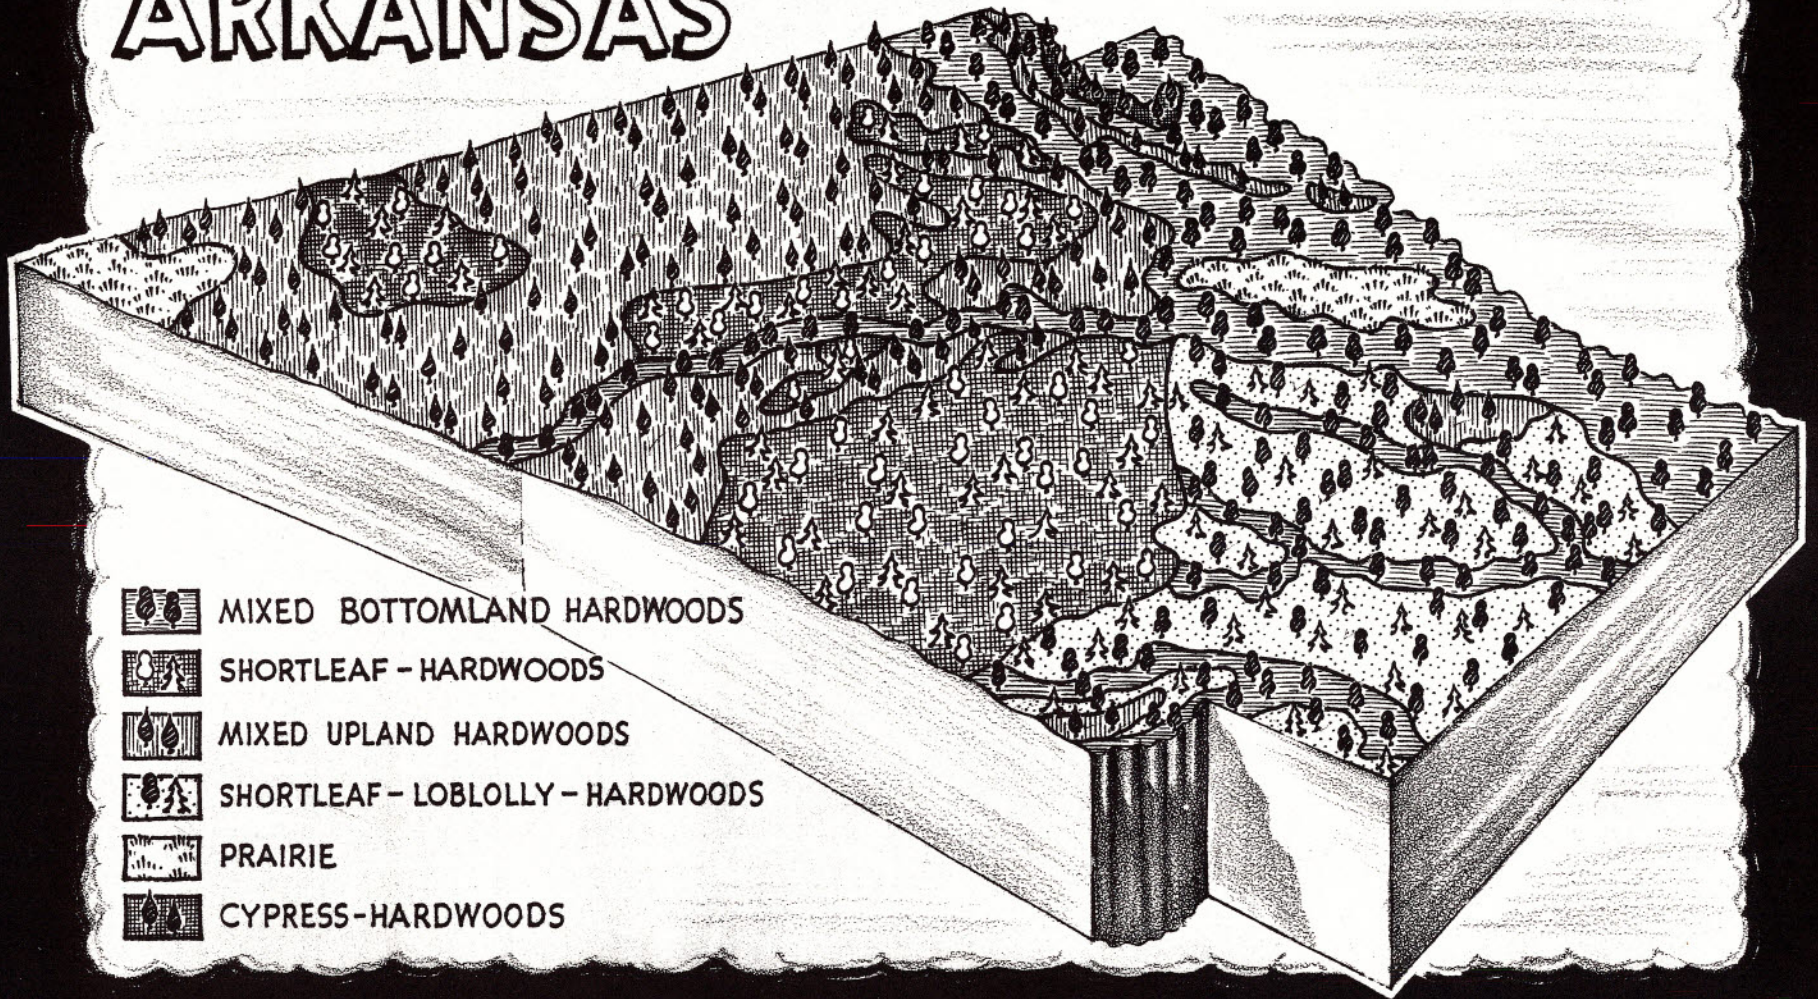 ARKANSAS
MIXED BOTTOMLAND HARDWOODS
SHORTLEAF-HARDWOODS
MIXED UPLAND HARDWOODS
SHORTLEAF-LOBLOLLY-HARDWOODS
PRAIRIE
CYPRESS-HARDWOODS